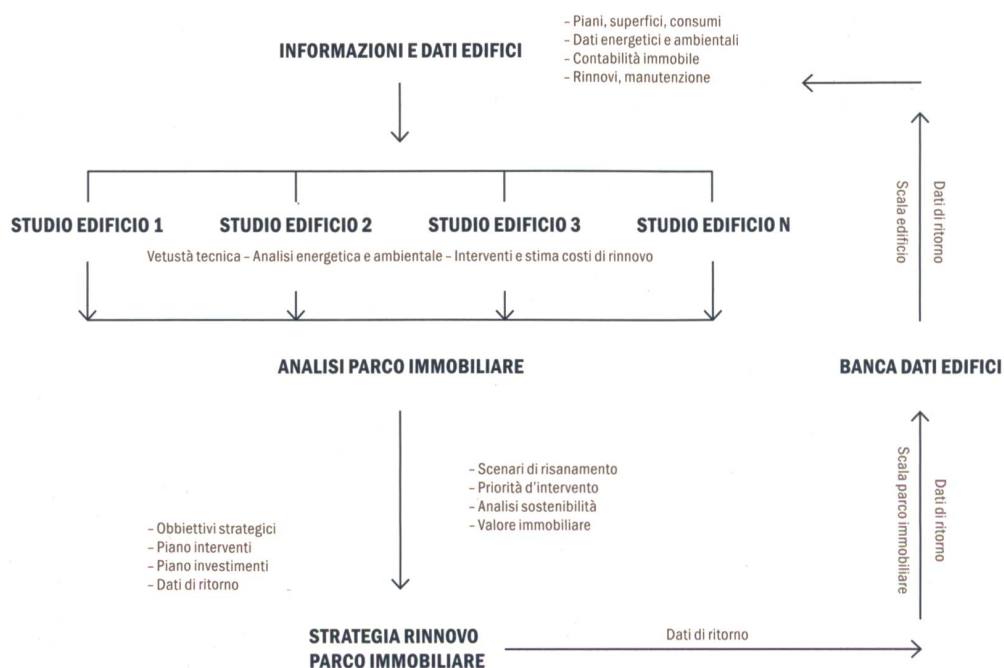 INFORMAZIONI E DATI EDIFICI
– Piani, superfici, consumi
– Dati energetici e ambientali
– Contabilità immobile
– Rinnovi, manutenzione
STUDIO EDIFICIO 1
STUDIO EDIFICIO 2
STUDIO EDIFICIO 3
STUDIO EDIFICIO N
Vetustà tecnica – Analisi energetica e ambientale – Interventi e stima costi di rinnovo
Dati di ritorno
Scala edificio
ANALISI PARCO IMMOBILIARE
BANCA DATI EDIFICI
– Scenari di risanamento
– Priorità d’intervento
– Analisi sostenibilità
– Valore immobiliare
– Obbiettivi strategici
– Piano interventi
– Piano investimenti
– Dati di ritorno
Dati di ritorno
Scala parco immobiliare
STRATEGIA RINNOVO
PARCO IMMOBILIARE
Dati di ritorno